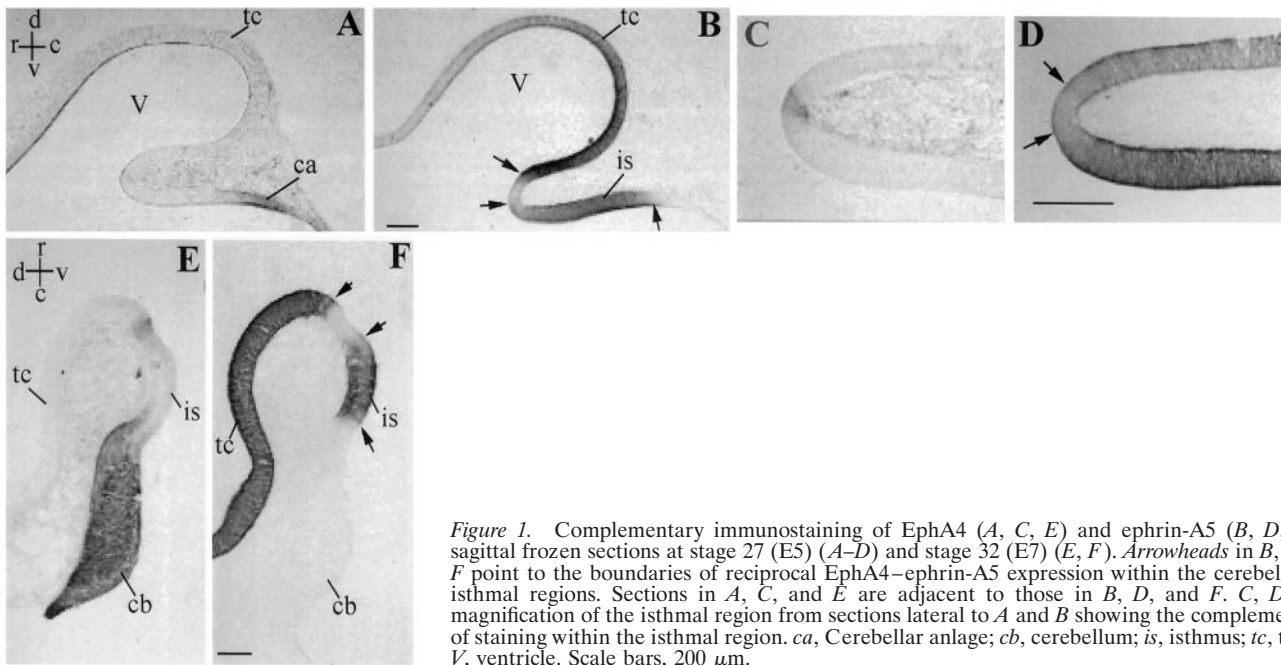 d
r c
v
tc
A
V
ca
B
tc
V
is
C
D
E
r
d v
c
tc
is
cb
F
tc
is
cb
Figure 1. Complementary immunostaining of EphA4 (A, C, E) and ephrin-A5 (B, D,
sagittal frozen sections at stage 27 (E5) (A–D) and stage 32 (E7) (E, F). Arrowheads in B,
F point to the boundaries of reciprocal EphA4–ephrin-A5 expression within the cerebell
isthmal regions. Sections in A, C, and E are adjacent to those in B, D, and F. C, D
magnification of the isthmal region from sections lateral to A and B showing the compleme
of staining within the isthmal region. ca, Cerebellar anlage; cb, cerebellum; is, isthmus; tc, t
V, ventricle. Scale bars, 200 μm.